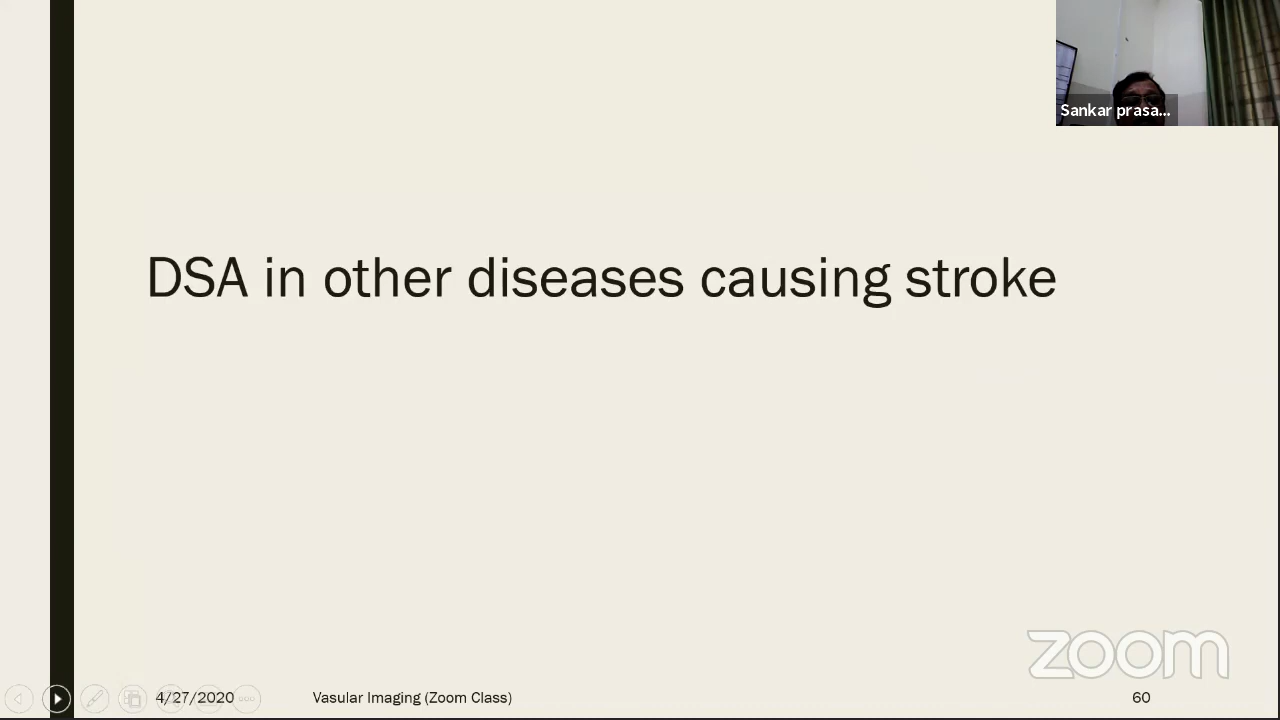 Sankar prasa...
DSA in other diseases causing stroke
zoom
4/27/2020 Vasular Imaging (Zoom Class) 60